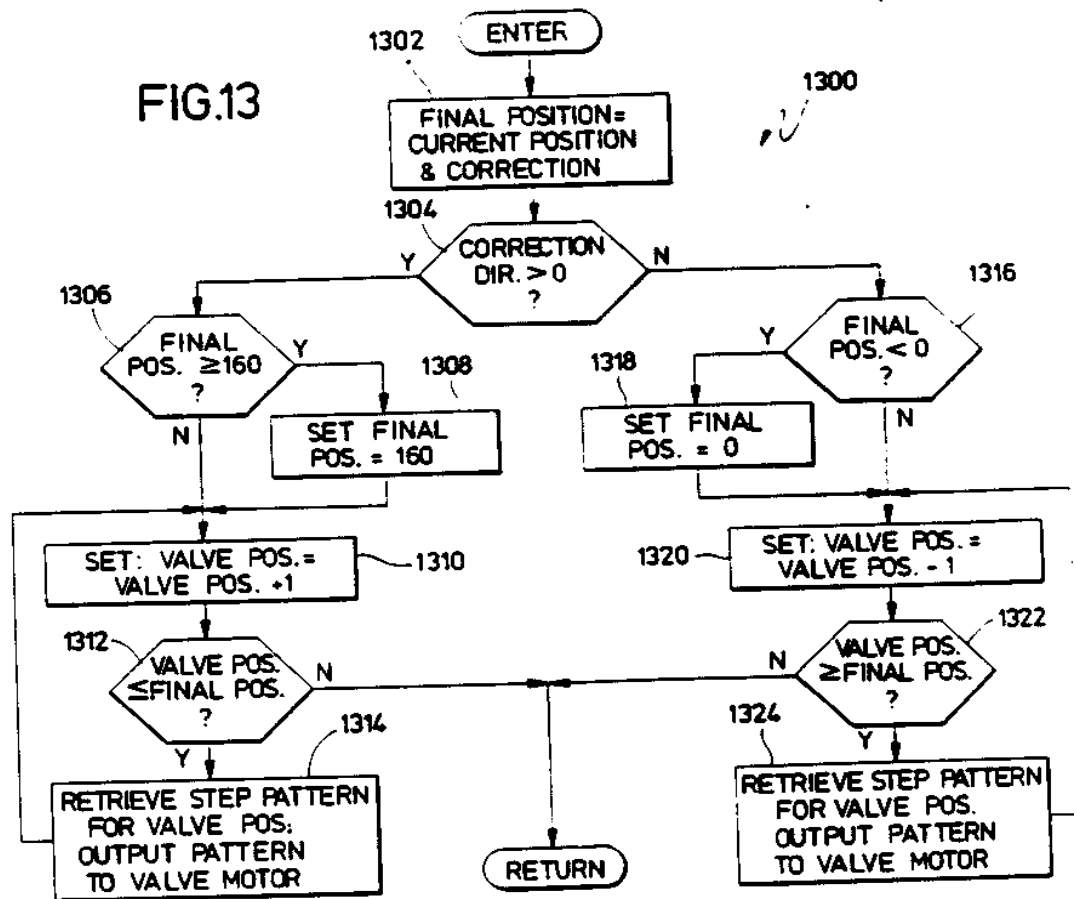 ENTER
1302
FIG.13
1300
FINAL POSITION=
CURRENT POSITION
& CORRECTION
1304
CORRECTION
DIR. > 0
?
Y
N
1306
FINAL
POS. ≥160
?
Y
N
1308
SET FINAL
POS. = 160
1316
FINAL
POS. < 0
?
Y
N
1318
SET FINAL
POS. = 0
SET: VALVE POS.=
VALVE POS. +1
1310
1320
SET: VALVE POS.=
VALVE POS. - 1
1312
VALVE POS.
≤FINAL POS.
?
N
Y
1322
VALVE POS.
≥FINAL POS.
?
N
Y
1314
RETRIEVE STEP PATTERN
FOR VALVE POS;
OUTPUT PATTERN
TO VALVE MOTOR
1324
RETRIEVE STEP PATTERN
FOR VALVE POS.
OUTPUT PATTERN
TO VALVE MOTOR
RETURN